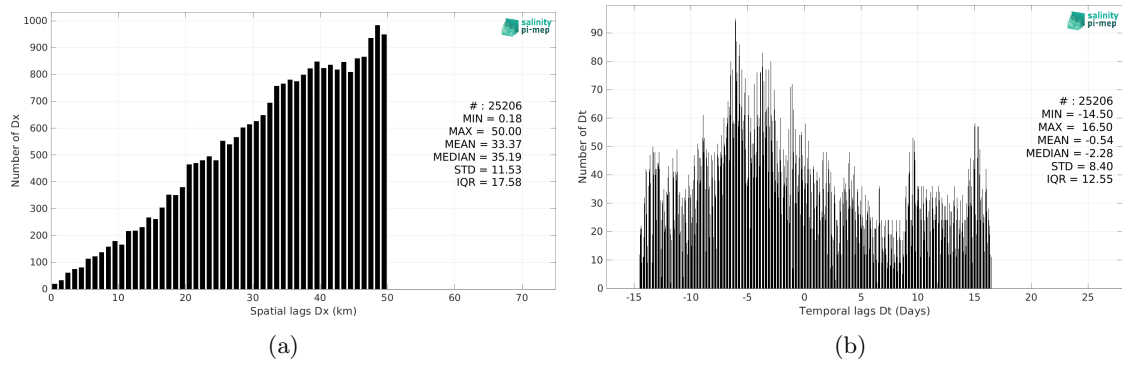 1000
900
800
700
600
500
400
300
200
100
0
Number of Dx
salinity
pi-mep
# : 25206
MIN = 0.18
MAX = 50.00
MEAN = 33.37
MEDIAN = 35.19
STD = 11.53
IQR = 17.58
0 10 20 30 40 50 60 70
Spatial lags Dx (km)
(a)
90
80
70
60
50
40
30
20
10
0
Number of Dt
salinity
pi-mep
# : 25206
MIN = -14.50
MAX = 16.50
MEAN = -0.54
MEDIAN = -2.28
STD = 8.40
IQR = 12.55
-15 -10 -5 0 5 10 15 20 25
Temporal lags Dt (Days)
(b)